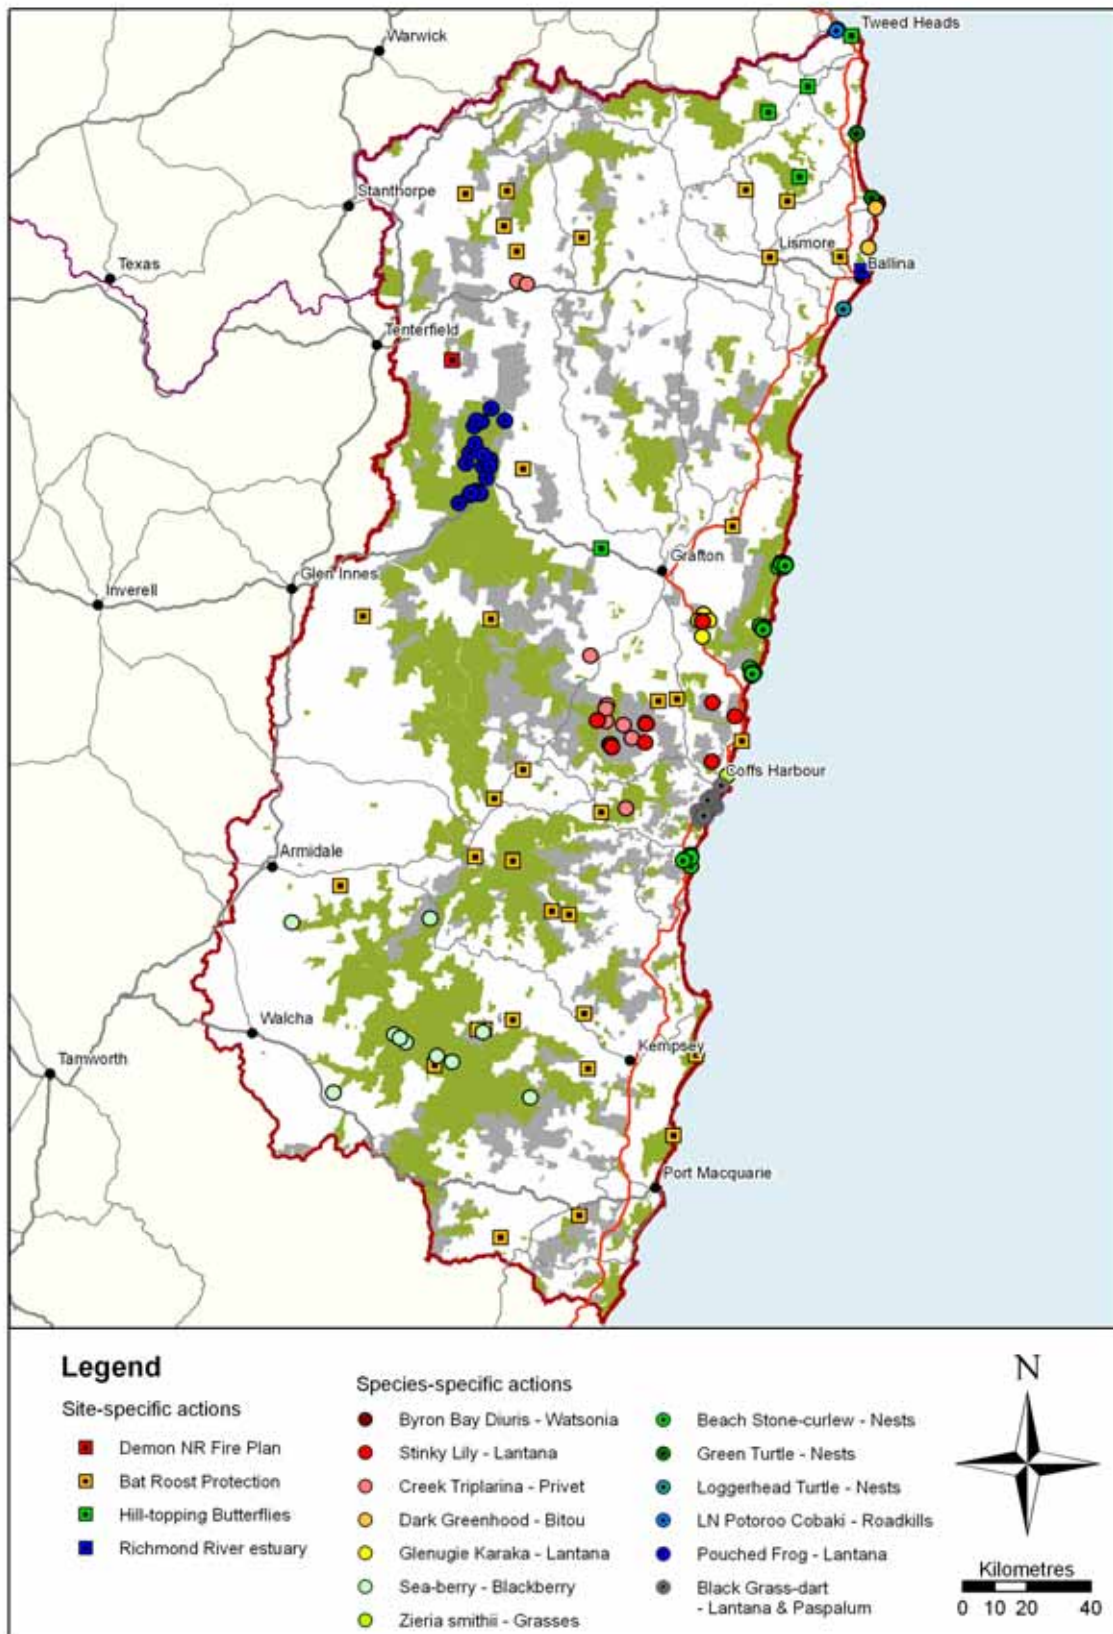 Tweed Heads
Warwick
Stanthorpe
Lismore
Texas
Ballina
Tenterfield
Grafton
Glen Innes
Inverell
Coffs Harbour
Armidale
Walcha
Kempsey
Tamworth
Port Macquarie
Legend
Site-specific actions
Demon NR Fire Plan
Bat Roost Protection
Hill-topping Butterflies
Richmond River estuary
Species-specific actions
Byron Bay Diuris - Watsonia
Stinky Lily - Lantana
Creek Triplarina - Privet
Dark Greenhood - Bitou
Glenugie Karaka - Lantana
Sea-berry - Blackberry
Zieria smithii - Grasses
Beach Stone-curlew - Nests
Green Turtle - Nests
Loggerhead Turtle - Nests
LN Potoroo Cobaki - Roadkills
Pouched Frog - Lantana
Black Grass-dart
- Lantana & Paspalum
N
Kilometres
0 10 20 40